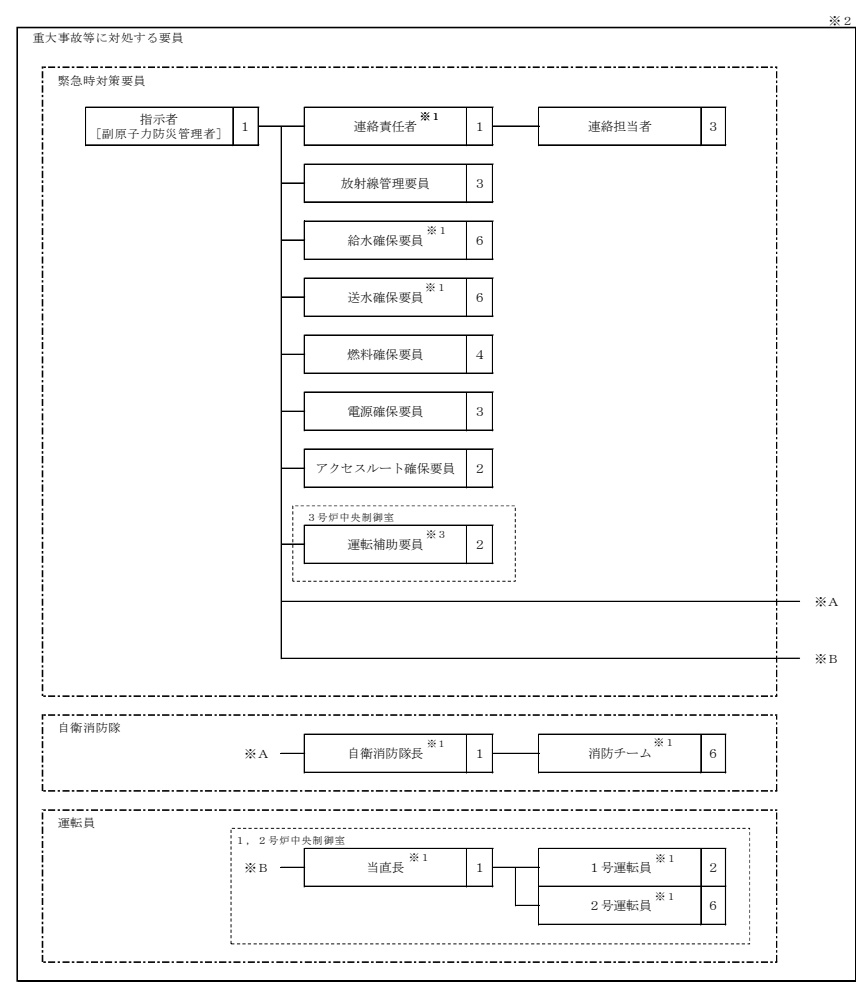 ※２
重大事故等に対処する要員
緊急時対策要員
指示者
［副原子力防災管理者］ 1
連絡責任者※１ 1
連絡担当者 3
放射線管理要員 3
給水確保要員※１ 6
送水確保要員※１ 6
燃料確保要員 4
電源確保要員 3
アクセスルート確保要員 2
３号炉中央制御室
運転補助要員※３ 2
※Ａ
※Ｂ
自衛消防隊
※Ａ 自衛消防隊長※１ 1 消防チーム※１ 6
運転員
１，２号炉中央制御室
※Ｂ 当直長※１ 1 １号運転員※１ 2
２号運転員※１ 6